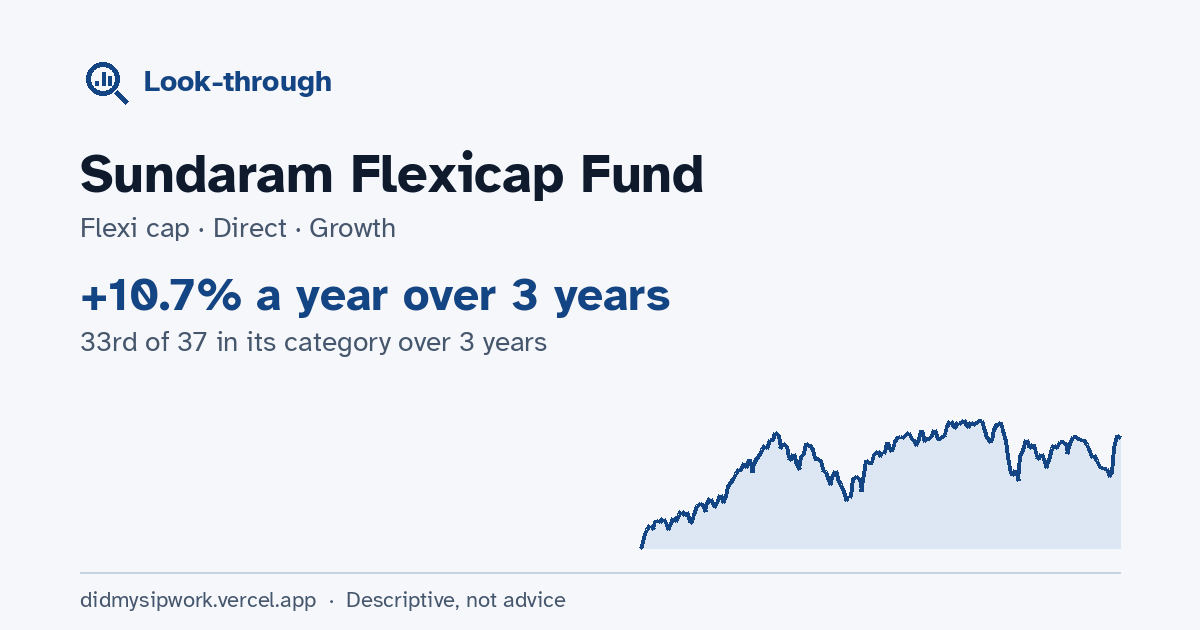 Look-through
Sundaram Flexicap Fund
Flexi cap · Direct · Growth
+10.7% a year over 3 years
33rd of 37 in its category over 3 years
didmysipwork.vercel.app · Descriptive, not advice